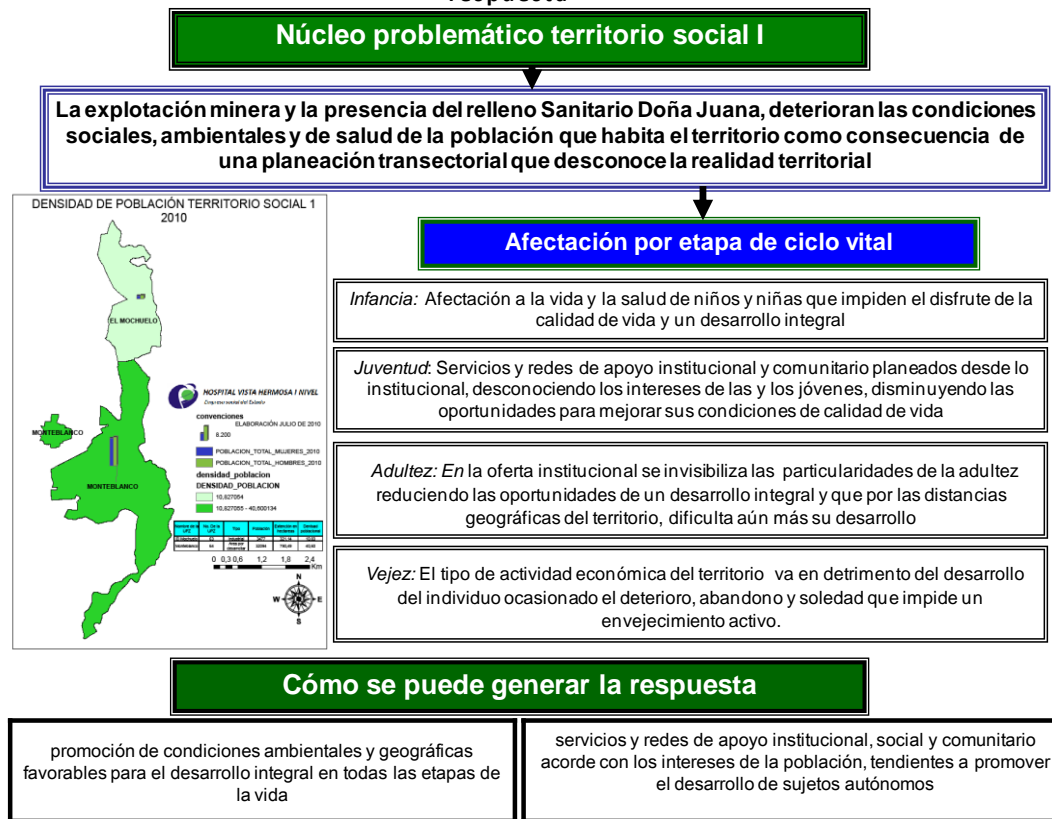 Núcleo problemático territorio social I
La explotación minera y la presencia del relleno Sanitario Doña Juana, deterioran las condiciones
sociales, ambientales y de salud de la población que habita el territorio como consecuencia de
una planeación transectorial que desconoce la realidad territorial
DENSIDAD DE POBLACIÓN TERRITORIO SOCIAL 1
2010
EL MOCHUELO
MONTEBLANCO
MONTEBLANCO
HOSPITAL VISTA HERMOSA I NIVEL
Empresa social del Estado
convenciones
ELABORACIÓN JULIO DE 2010
8.200
POBLACION_TOTAL_MUJERES_2010
POBLACION_TOTAL_HOMBRES_2010
densidad_poblacion
DENSIDAD_POBLACION
10,827054
10,827055 - 40,600134
0 0,3 0,6 1,2 1,8 2,4
Km
N
W E
S
Afectación por etapa de ciclo vital
Infancia: Afectación a la vida y la salud de niños y niñas que impiden el disfrute de la
calidad de vida y un desarrollo integral
Juventud: Servicios y redes de apoyo institucional y comunitario planeados desde lo
institucional, desconociendo los intereses de las y los jóvenes, disminuyendo las
oportunidades para mejorar sus condiciones de calidad de vida
Adultez: En la oferta institucional se invisibiliza las particularidades de la adultez
reduciendo las oportunidades de un desarrollo integral y que por las distancias
geográficas del territorio, dificulta aún más su desarrollo
Vejez: El tipo de actividad económica del territorio va en detrimento del desarrollo
del individuo ocasionado el deterioro, abandono y soledad que impide un
envejecimiento activo.
Cómo se puede generar la respuesta
promoción de condiciones ambientales y geográficas
favorables para el desarrollo integral en todas las etapas de
la vida
servicios y redes de apoyo institucional, social y comunitario
acorde con los intereses de la población, tendientes a promover
el desarrollo de sujetos autónomos